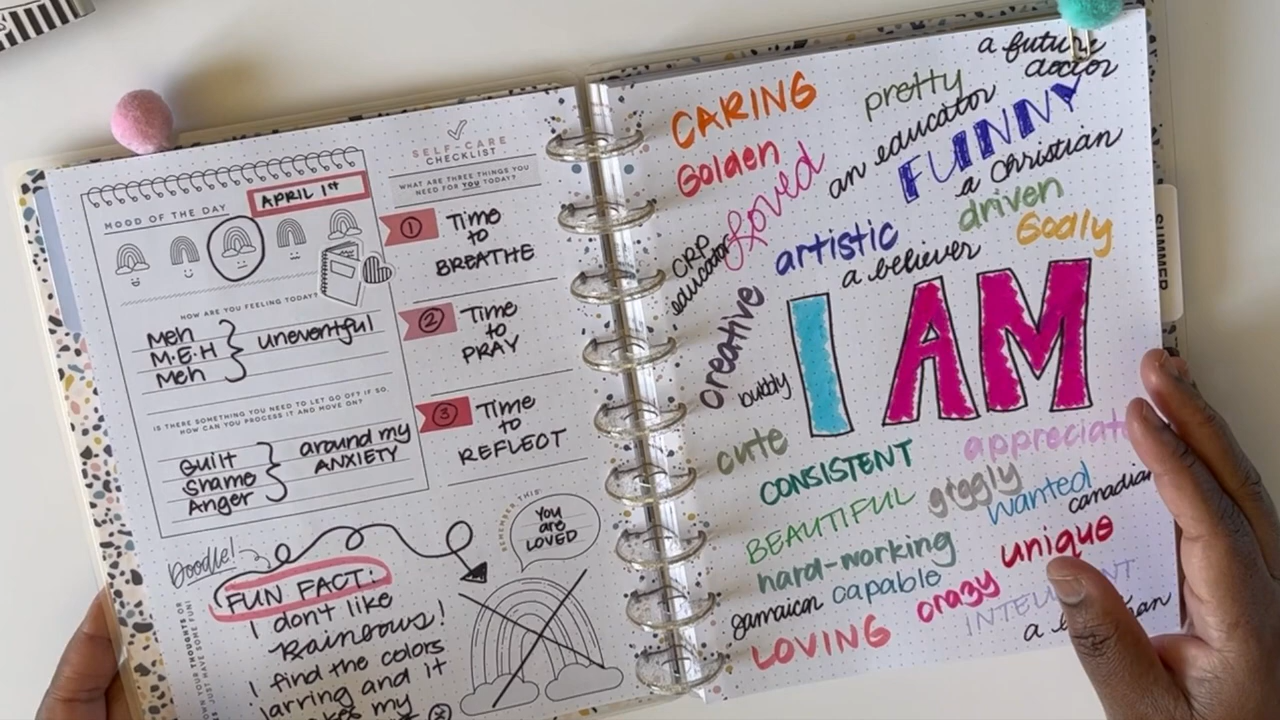 MOOD OF THE DAY
APRIL 1st
HOW ARE YOU FEELING TODAY?
Meh
M.E.H
Meh
uneventful
IS THERE SOMETHING YOU NEED TO LET GO OF? IF SO,
HOW CAN YOU PROCESS IT AND MOVE ON?
Guilt
Shame
Anger
around my
ANXIETY
SELF-CARE
CHECKLIST
WHAT ARE THREE THINGS YOU
NEED FOR YOU TODAY?
1
Time
to
BREATHE
2
Time
to
PRAY
3
Time
to
REFLECT
Doodle!
REMEMBER THIS:
You
are
LOVED
FUN FACT:
I don't like
Rainbows!
I find the colors
jarring and it
my
a future
doctor
CARING
pretty
an educator
FUNNY
Golden
Loved
a Christian
driven
Godly
artistic
a believer
CRP
educator
creative
I AM
bubbly
cute
CONSISTENT
BEAUTIFUL
giggly
wanted
canadian
hard-working
unique
Jamaican
capable
crazy
LOVING
a
SUMMER